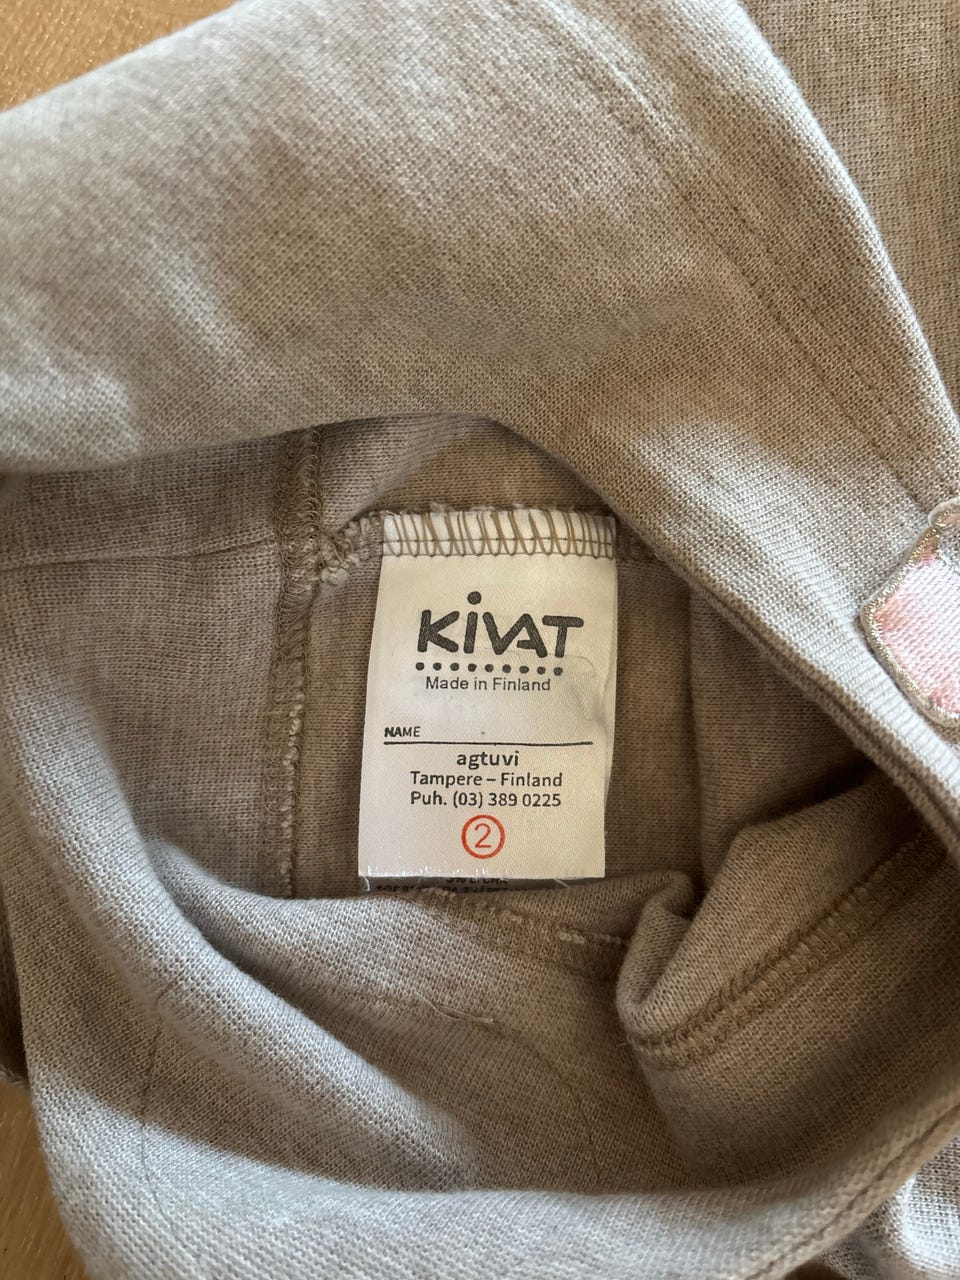 KiVAT
Made in Finland
NAME
agtuvi
Tampere – Finland
Puh. (03) 389 0225
2